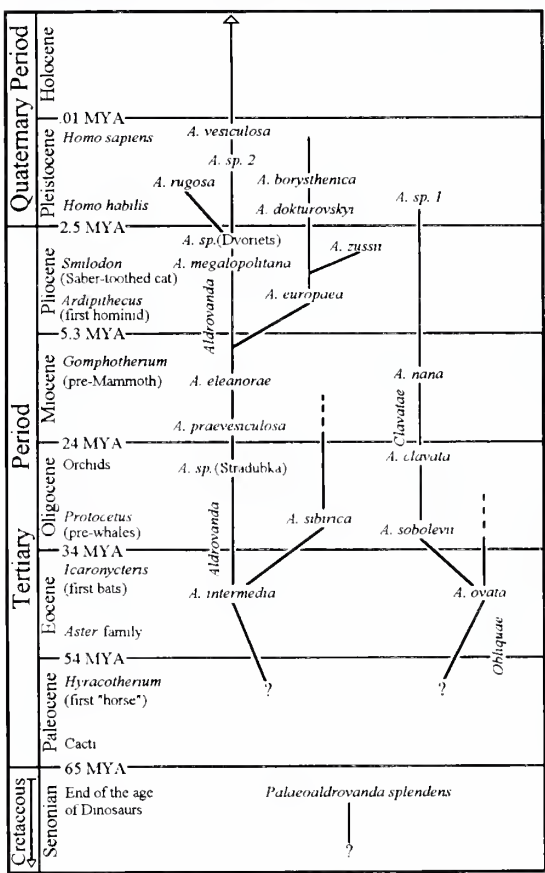 Quaternary Period
Holocene
.01 MYA
Pleistocene
Homo sapiens
A. vesiculosa
A. sp. 2
A. rugosa
A. borysthenica
Homo habilis
A. dokturovskyi
A. sp. 1
2.5 MYA
Tertiary Period
Pliocene
A. sp. (Dvoriets)
A. zussii
Smilodon
(Saber-toothed cat)
A. megalopolitana
Ardipithecus
(first hominid)
A. europaea
Aldrovanda
5.3 MYA
Miocene
Gomphotherium
(pre-Mammoth)
A. eleanorae
A. nana
Clavatae
A. praevesiculosa
24 MYA
Oligocene
Orchids
A. sp. (Stradubka)
A. clavata
Protocetus
(pre-whales)
A. sibirica
A. sobolevii
Aldrovanda
34 MYA
Eocene
Icaronycteris
(first bats)
A. intermedia
A. ovata
Aster family
Obliquae
54 MYA
Paleocene
Hyracotherium
(first "horse")
?
?
Cacti
65 MYA
Cretaceous
Senonian
End of the age
of Dinosaurs
Palaeoaldrovanda splendens
?